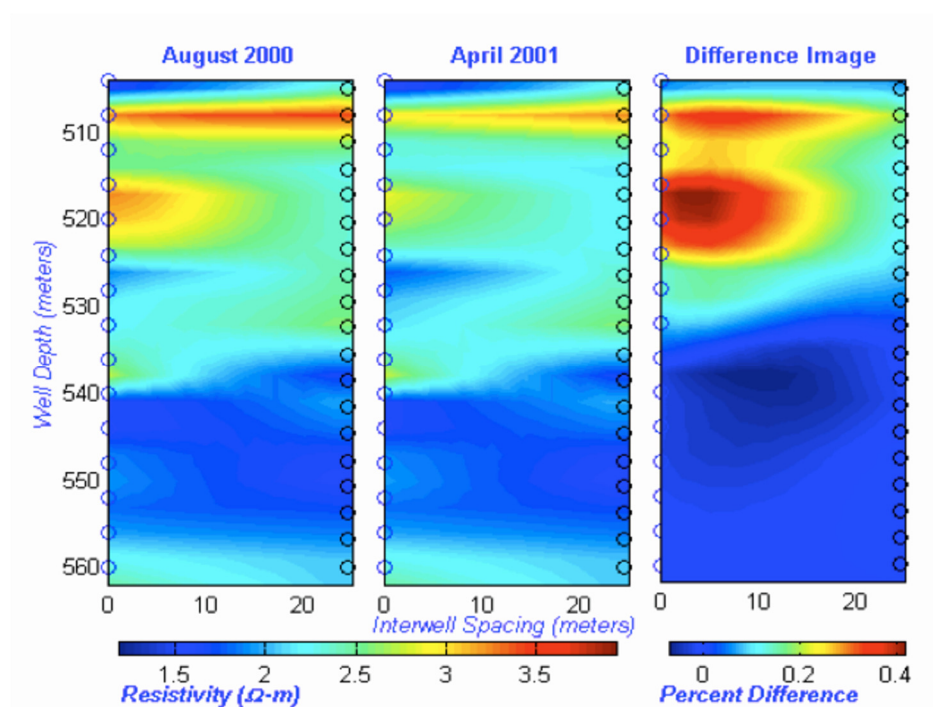 August 2000
April 2001
Difference Image
Well Depth (meters)
510
520
530
540
550
560
0 10 20
0 10 20
0 10 20
Interwell Spacing (meters)
1.5 2 2.5 3 3.5
0 0.2 0.4
Resistivity (Ω-m)
Percent Difference